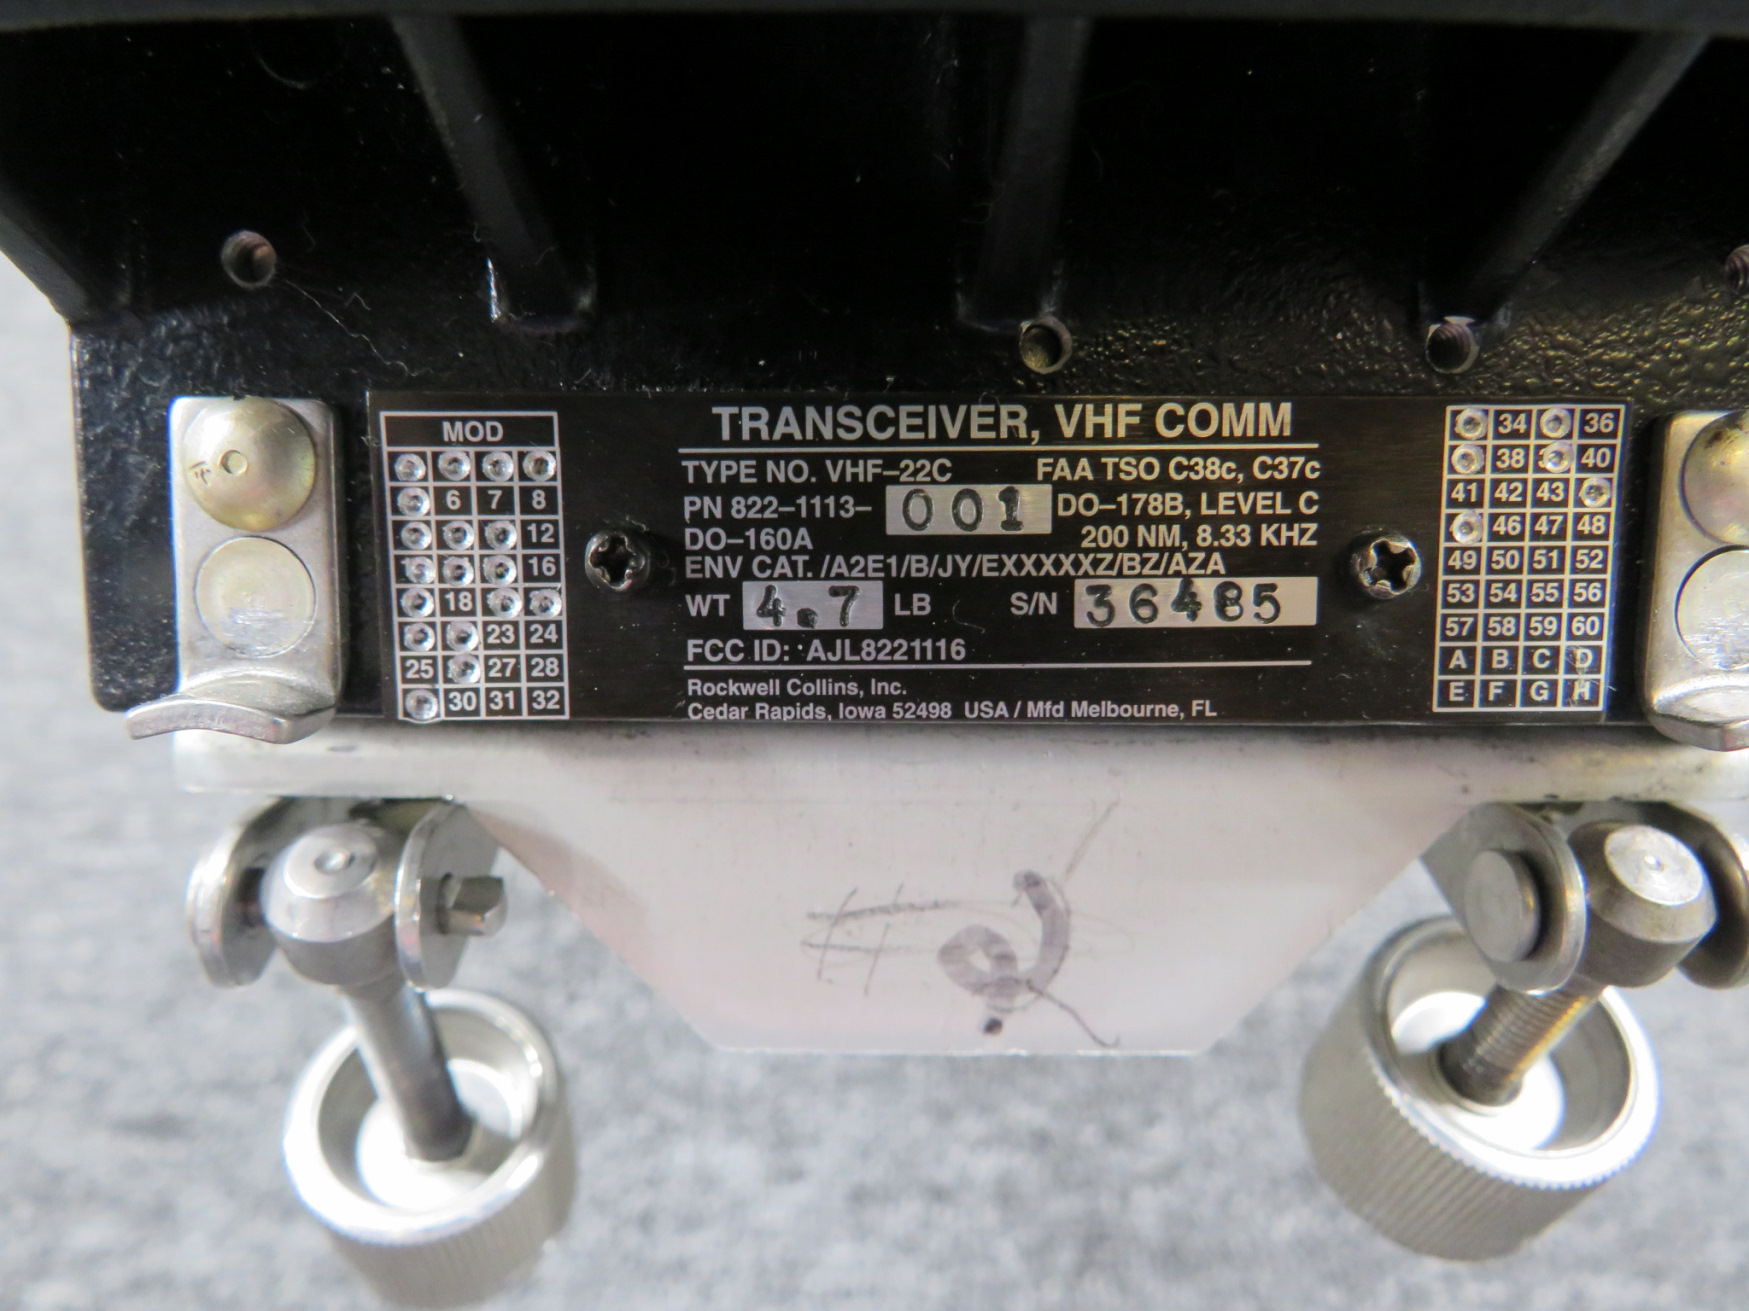 MOD
6 7 8
12
16
18
23 24
25 27 28
30 31 32
TRANSCEIVER, VHF COMM
TYPE NO. VHF-22C FAA TSO C38c, C37c
PN 822-1113- 001 DO-178B, LEVEL C
DO-160A 200 NM, 8.33 KHZ
ENV CAT. /A2E1/B/JY/EXXXXXZ/BZ/AZA
WT 4.7 LB S/N 36485
FCC ID: AJL8221116
Rockwell Collins, Inc.
Cedar Rapids, Iowa 52498 USA / Mfd Melbourne, FL
34 36
38 40
41 42 43
46 47 48
49 50 51 52
53 54 55 56
57 58 59 60
A B C D
E F G H